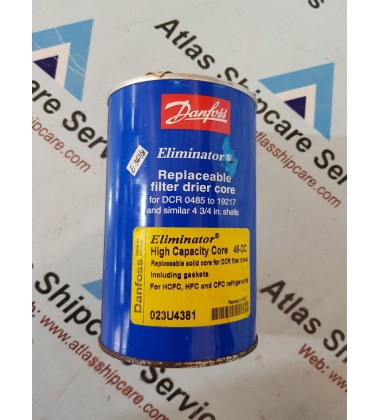 Danfoss
Eliminator®
Replaceable
filter drier core
for DCR 0485 to 19217
and similar 4 3/4 in. shells
Eliminator®
High Capacity Core 48-DC
Replaceable solid core for DCR filter
including gaskets
For HCFC, HFC and CFC refrigerants
023U4381
Danfoss
Atlas Shipcare Service
Web: www.atlasshipcare.com